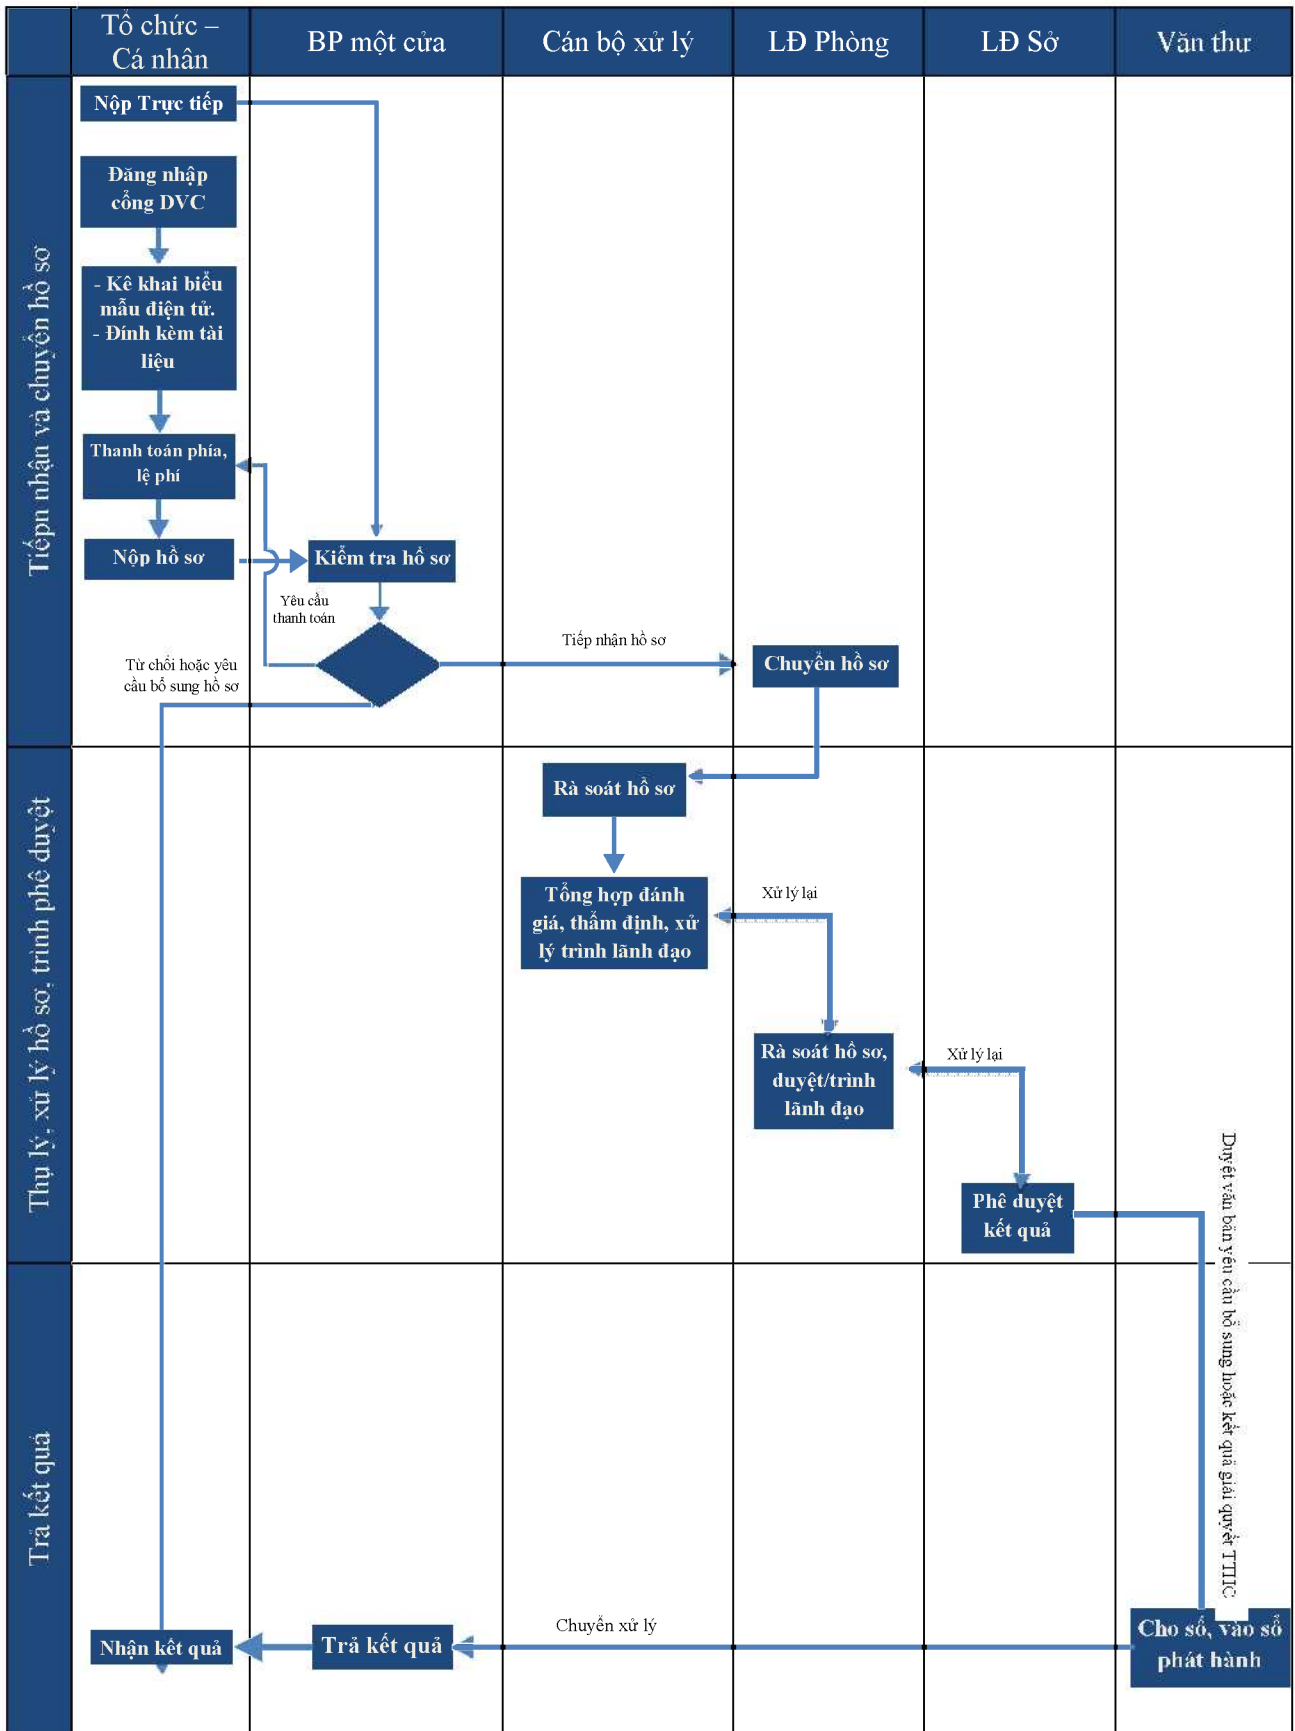 Tổ chức –
Cá nhân
BP một cửa
Cán bộ xử lý
LĐ Phòng
LĐ Sở
Văn thư
Tiếpn nhận và chuyển hồ sơ
Nộp Trực tiếp
Đăng nhập
cổng DVC
- Kê khai biểu
mẫu điện tử.
- Đính kèm tài
liệu
Thanh toán phía,
lệ phí
Nộp hồ sơ
Kiểm tra hồ sơ
Yêu cầu
thanh toán
Tiếp nhận hồ sơ
Chuyển hồ sơ
Từ chối hoặc yêu
cầu bổ sung hồ sơ
Thụ lý, xử lý hồ sơ, trình phê duyệt
Rà soát hồ sơ
Tổng hợp đánh
giá, thẩm định, xử
lý trình lãnh đạo
Xử lý lại
Rà soát hồ sơ,
duyệt/trình
lãnh đạo
Xử lý lại
Phê duyệt
kết quả
Duyệt văn bản yêu cầu bổ sung hoặc kết quả giải quyết TTHC
Trả kết quả
Nhận kết quả
Trả kết quả
Chuyển xử lý
Cho số, vào sổ
phát hành